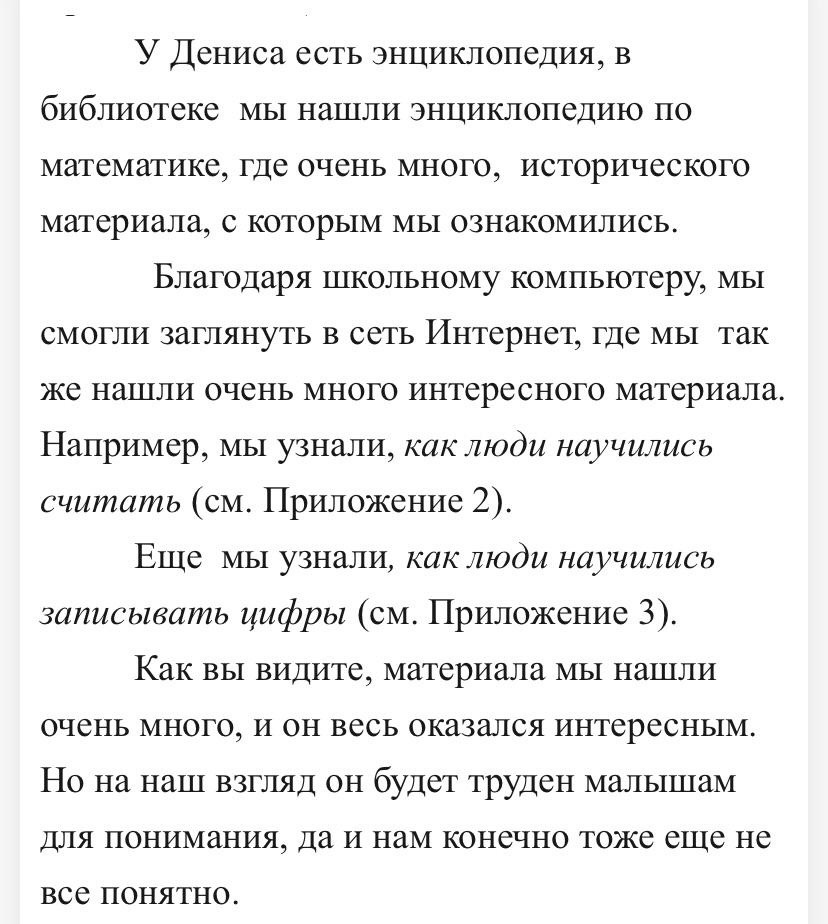 У Дениса есть энциклопедия, в
библиотеке  мы нашли энциклопедию по
математике, где очень много,  исторического
материала, с которым мы ознакомились.
Благодаря школьному компьютеру, мы
смогли заглянуть в сеть Интернет, где мы  так
же нашли очень много интересного материала.
Например, мы узнали, как люди научились
считать (см. Приложение 2).
Еще  мы узнали, как люди научились
записывать цифры (см. Приложение 3).
Как вы видите, материала мы нашли
очень много, и он весь оказался интересным.
Но на наш взгляд он будет труден малышам
для понимания, да и нам конечно тоже еще не
все понятно.